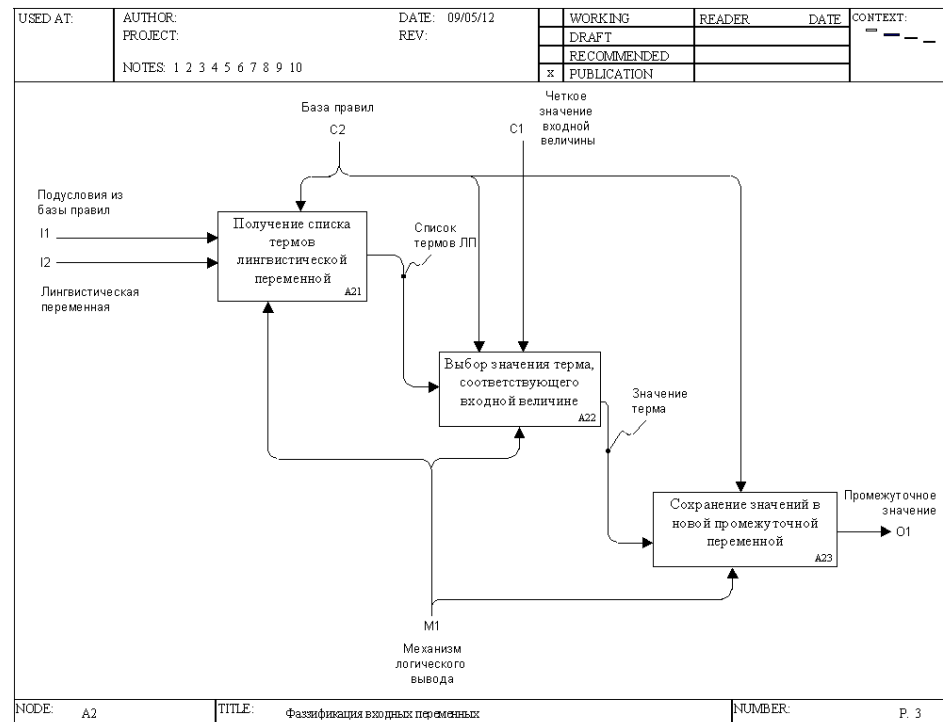 USED AT:
AUTHOR:
DATE: 09/05/12
WORKING
READER
DATE
CONTEXT:
PROJECT:
REV:
DRAFT
RECOMMENDED
NOTES: 1 2 3 4 5 6 7 8 9 10
x
PUBLICATION
База правил
C2
Четкое
значение
входной
величины
C1
Подусловия из
базы правил
I1
I2
Лингвистическая
переменная
Получение списка
термов
лингвистической
переменной
A21
Список
термов ЛП
Выбор значения терма,
соответствующего
входной величине
A22
Значение
терма
Сохранение значений в
новой промежуточной
переменной
A23
Промежуточное
значение
O1
M1
Механизм
логического
вывода
NODE:
A2
TITLE:
Фаззификация входных переменных
NUMBER:
P. 3